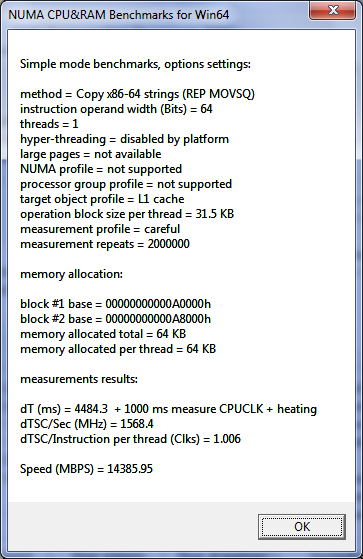 NUMA CPU&RAM Benchmarks for Win64
Simple mode benchmarks, options settings:
method = Copy x86-64 strings (REP MOVSQ)
instruction operand width (Bits) = 64
threads = 1
hyper-threading = disabled by platform
large pages = not available
NUMA profile = not supported
processor group profile = not supported
target object profile = L1 cache
operation block size per thread = 31.5 KB
measurement profile = careful
measurement repeats = 2000000
memory allocation:
block #1 base = 00000000000A0000h
block #2 base = 00000000000A8000h
memory allocated total = 64 KB
memory allocated per thread = 64 KB
measurements results:
dT (ms) = 4484.3  + 1000 ms measure CPUCLK + heating
dTSC/Sec (MHz) = 1568.4
dTSC/Instruction per thread (Clks) = 1.006
Speed (MBPS) = 14385.95
OK